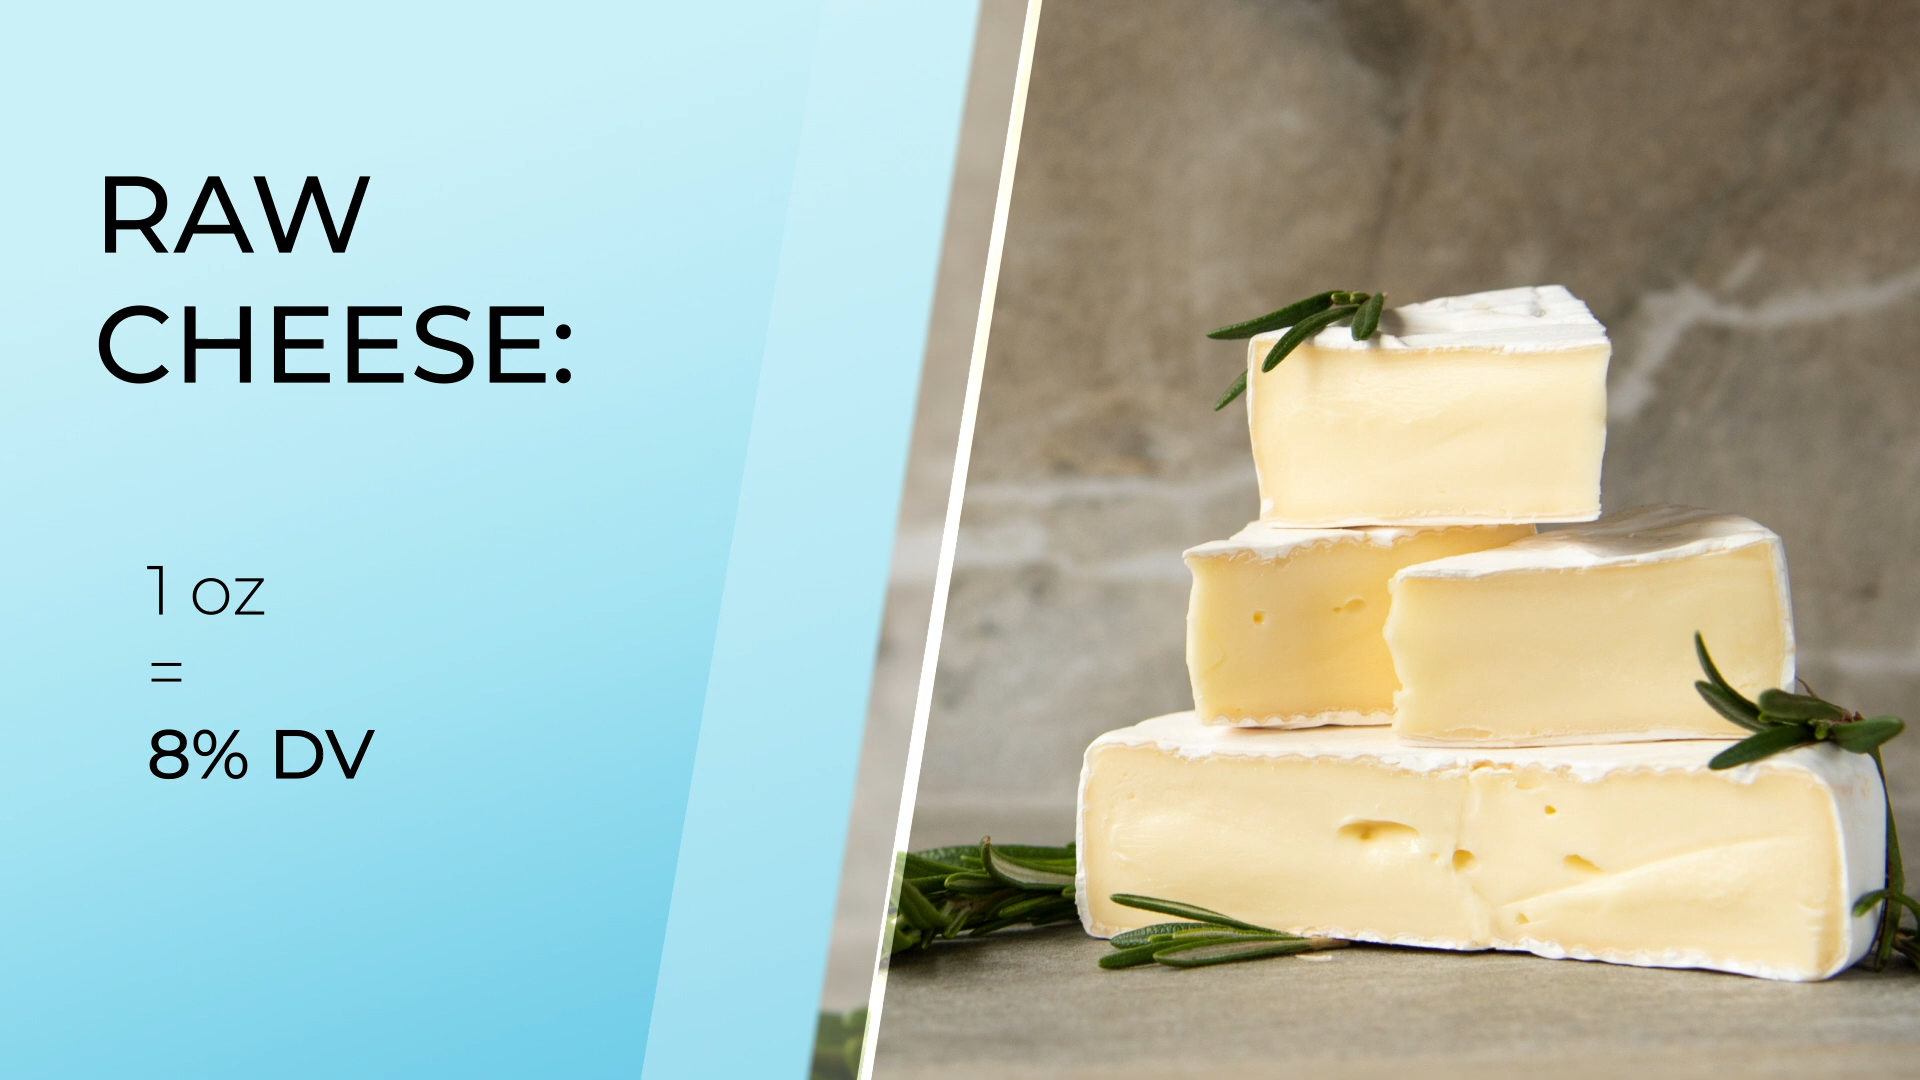 RAW
CHEESE:
1 oz
=
8% DV